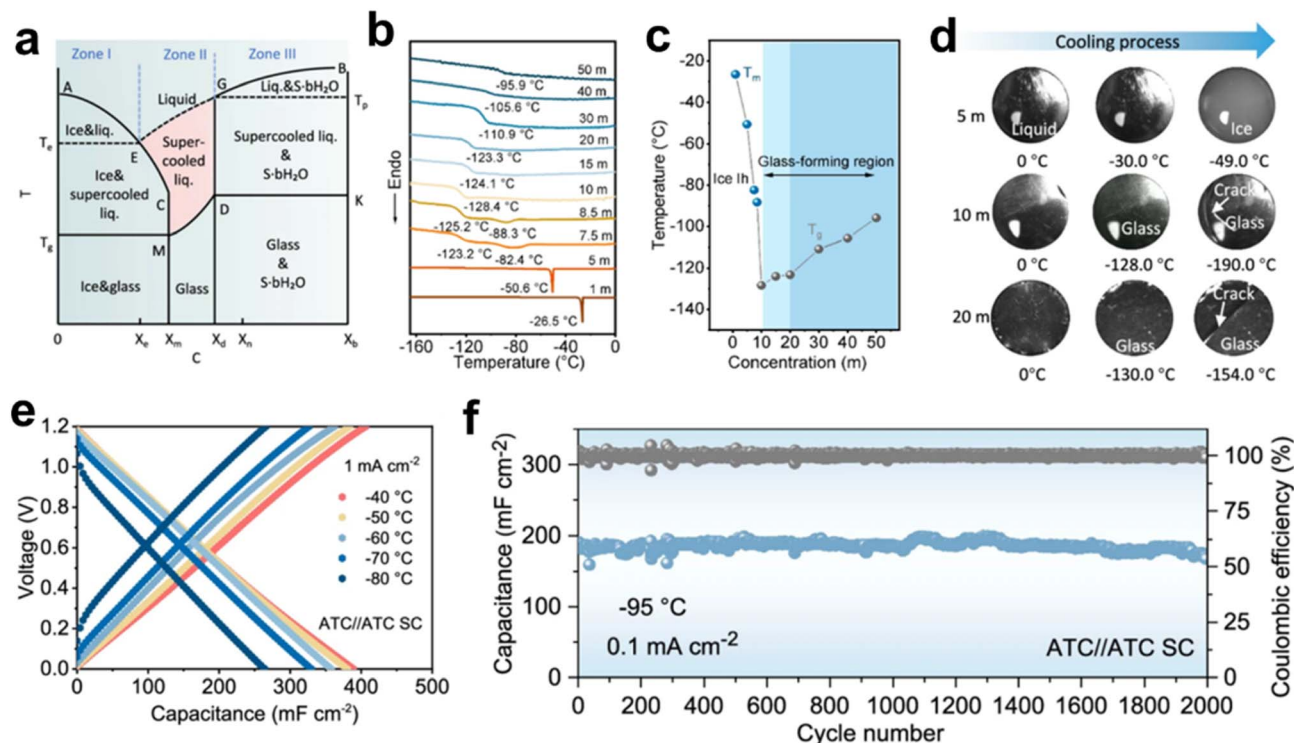 a
Zone I
Zone II
Zone III
A
G
B
Liquid
Liq.&S·bH₂O
Ice&liq.
Tₑ
Tₚ
E
Super-
cooled
liq.
Supercooled liq.
&
S·bH₂O
Ice&
supercooled
liq.
T
C
D
K
T_g
M
Ice&glass
Glass
Glass
&
S·bH₂O
Xₑ
Xₘ
X_d
Xₙ
X_b
C
b
Endo
50 m
-95.9 °C
40 m
-105.6 °C
30 m
-110.9 °C
20 m
-123.3 °C
15 m
-124.1 °C
10 m
-128.4 °C
8.5 m
-125.2 °C
-88.3 °C
7.5 m
-123.2 °C
-82.4 °C
5 m
-50.6 °C
1 m
-26.5 °C
-160
-120
-80
-40
0
Temperature (°C)
c
Temperature (°C)
-20
-40
-60
-80
-100
-120
-140
Tₘ
Ice Ih
Glass-forming region
T_g
0
10
20
30
40
50
Concentration (m)
d
Cooling process
5 m
Liquid
Ice
0 °C
-30.0 °C
-49.0 °C
10 m
Glass
Crack
Glass
0 °C
-128.0 °C
-190.0 °C
20 m
Glass
Crack
Glass
0°C
-130.0 °C
-154.0 °C
e
Voltage (V)
1.2
1.0
0.8
0.6
0.4
0.2
0.0
1 mA cm⁻²
-40 °C
-50 °C
-60 °C
-70 °C
-80 °C
ATC//ATC SC
0
100
200
300
400
500
Capacitance (mF cm⁻²)
f
Capacitance (mF cm⁻²)
300
200
100
0
-95 °C
0.1 mA cm⁻²
ATC//ATC SC
100
75
50
25
0
Coulombic efficiency (%)
0
200
400
600
800
1000
1200
1400
1600
1800
2000
Cycle number